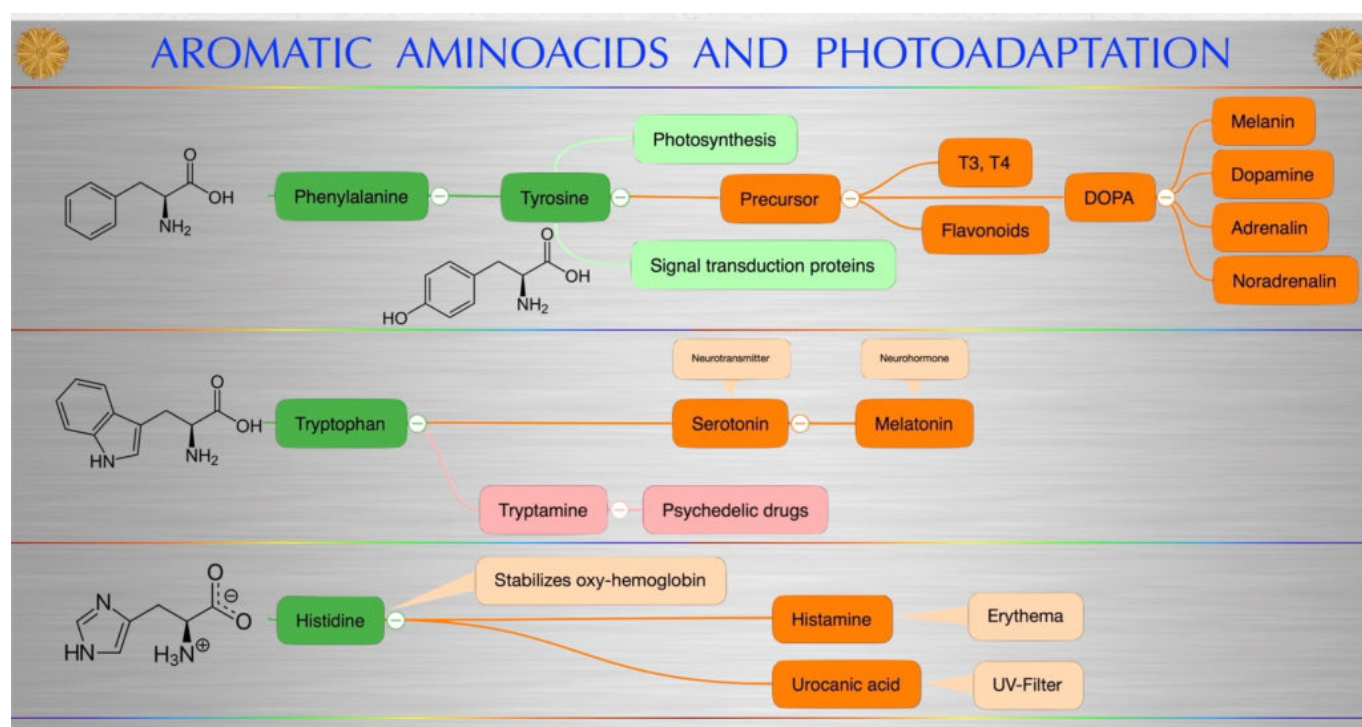 AROMATIC AMINOACIDS AND PHOTOADAPTATION
Photosynthesis
Melanin
T3, T4
Dopamine
Phenylalanine
Tyrosine
Precursor
DOPA
Flavonoids
Adrenalin
Signal transduction proteins
Noradrenalin
O
OH
NH2
O
OH
NH2
HO
Neurotransmitter
Neurohormone
Tryptophan
Serotonin
Melatonin
Tryptamine
Psychedelic drugs
O
OH
NH2
HN
Stabilizes oxy-hemoglobin
Histidine
Histamine
Erythema
Urocanic acid
UV-Filter
O
⊖
O
N
HN
H3N⊕